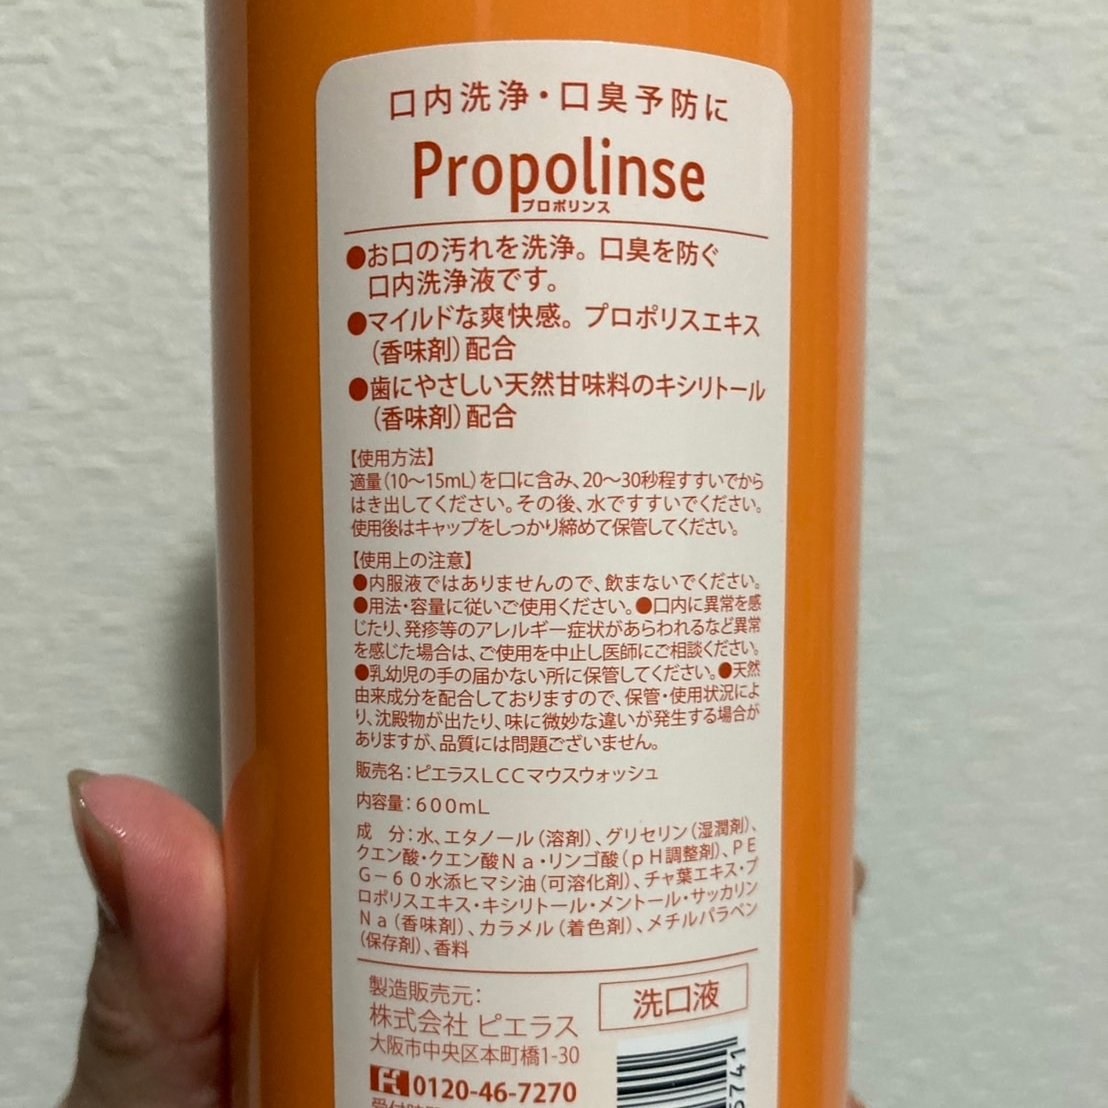 口内洗浄・口臭予防に
Propolinse
プロポリンス
●お口の汚れを洗浄。口臭を防ぐ
口内洗浄液です。
●マイルドな爽快感。プロポリスエキス
(香味剤)配合
●歯にやさしい天然甘味料のキシリトール
(香味剤)配合
【使用方法】
適量(10〜15mL)を口に含み、20〜30秒程すすいでから
はき出してください。その後、水ですすいでください。
使用後はキャップをしっかり締めて保管してください。
【使用上の注意】
●内服液ではありませんので、飲まないでください。
●用法・容量に従いご使用ください。●口内に異常を感
じたり、発疹等のアレルギー症状があらわれるなど異常
を感じた場合は、ご使用を中止し医師にご相談ください。
●乳幼児の手の届かない所に保管してください。●天然
由来成分を配合しておりますので、保管・使用状況によ
り、沈殿物が出たり、味に微妙な違いが発生する場合が
ありますが、品質には問題ございません。
販売名:ピエラスLCCマウスウォッシュ
内容量:600mL
成 分:水、エタノール(溶剤)、グリセリン(湿潤剤)、
クエン酸・クエン酸Na・リンゴ酸(pH調整剤)、PE
G−60水添ヒマシ油(可溶化剤)、チャ葉エキス・プ
ロポリスエキス・キシリトール・メントール・サッカリン
Na(香味剤)、カラメル(着色剤)、メチルパラベン
(保存剤)、香料
製造販売元:
株式会社 ピエラス
大阪市中央区本町橋1-30
0120-46-7270
洗口液
5741